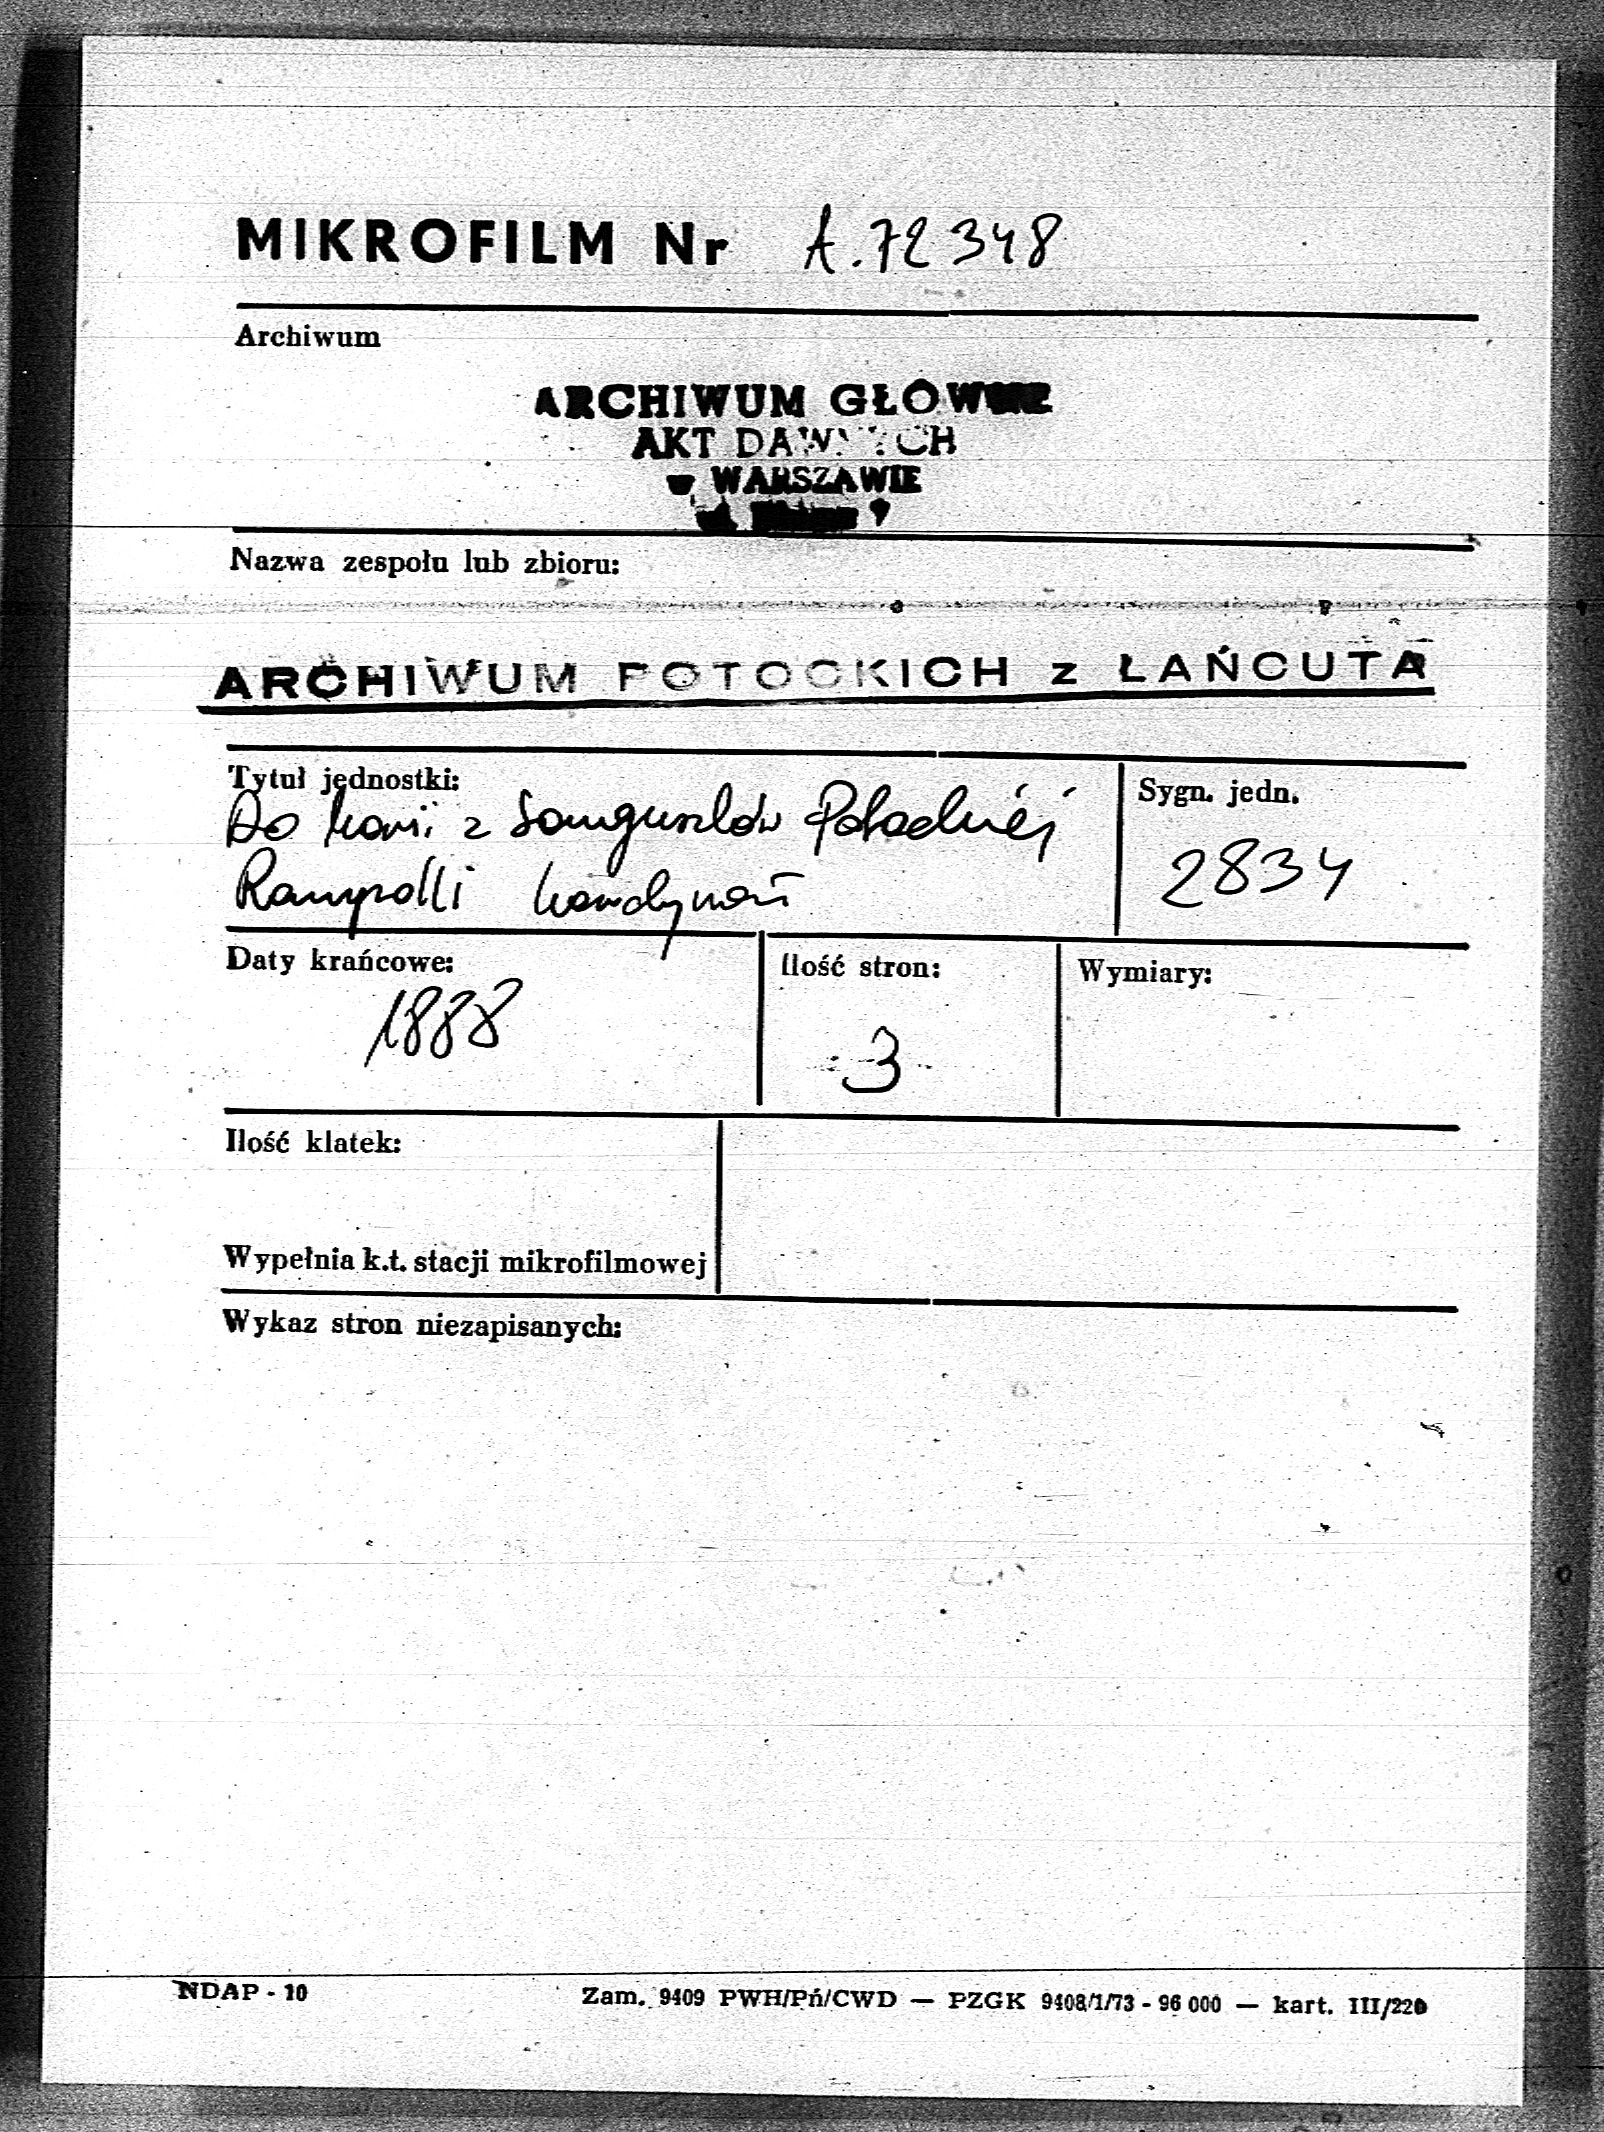 MIKROFILM Nr A.72348
Archiwum
ARCHIWUM GŁÓWNE
AKT DAWNYCH
w WARSZAWIE
ul.
Nazwa zespołu lub zbioru:
ARCHIWUM POTOCKICH z ŁAŃCUTA
Tytuł jednostki:
Do Marii z Sanguszków Potockiej
Rampolli kardynał
Sygn. jedn.
2834
Daty krańcowe:
1888
Ilość stron:
3
Wymiary:
Ilość klatek:
Wypełnia k.t. stacji mikrofilmowej
Wykaz stron niezapisanych:
NDAP - 10
Zam. 9409 PWH/Pń/CWD — PZGK 9408/1/73 - 96 000 — kart. III/220